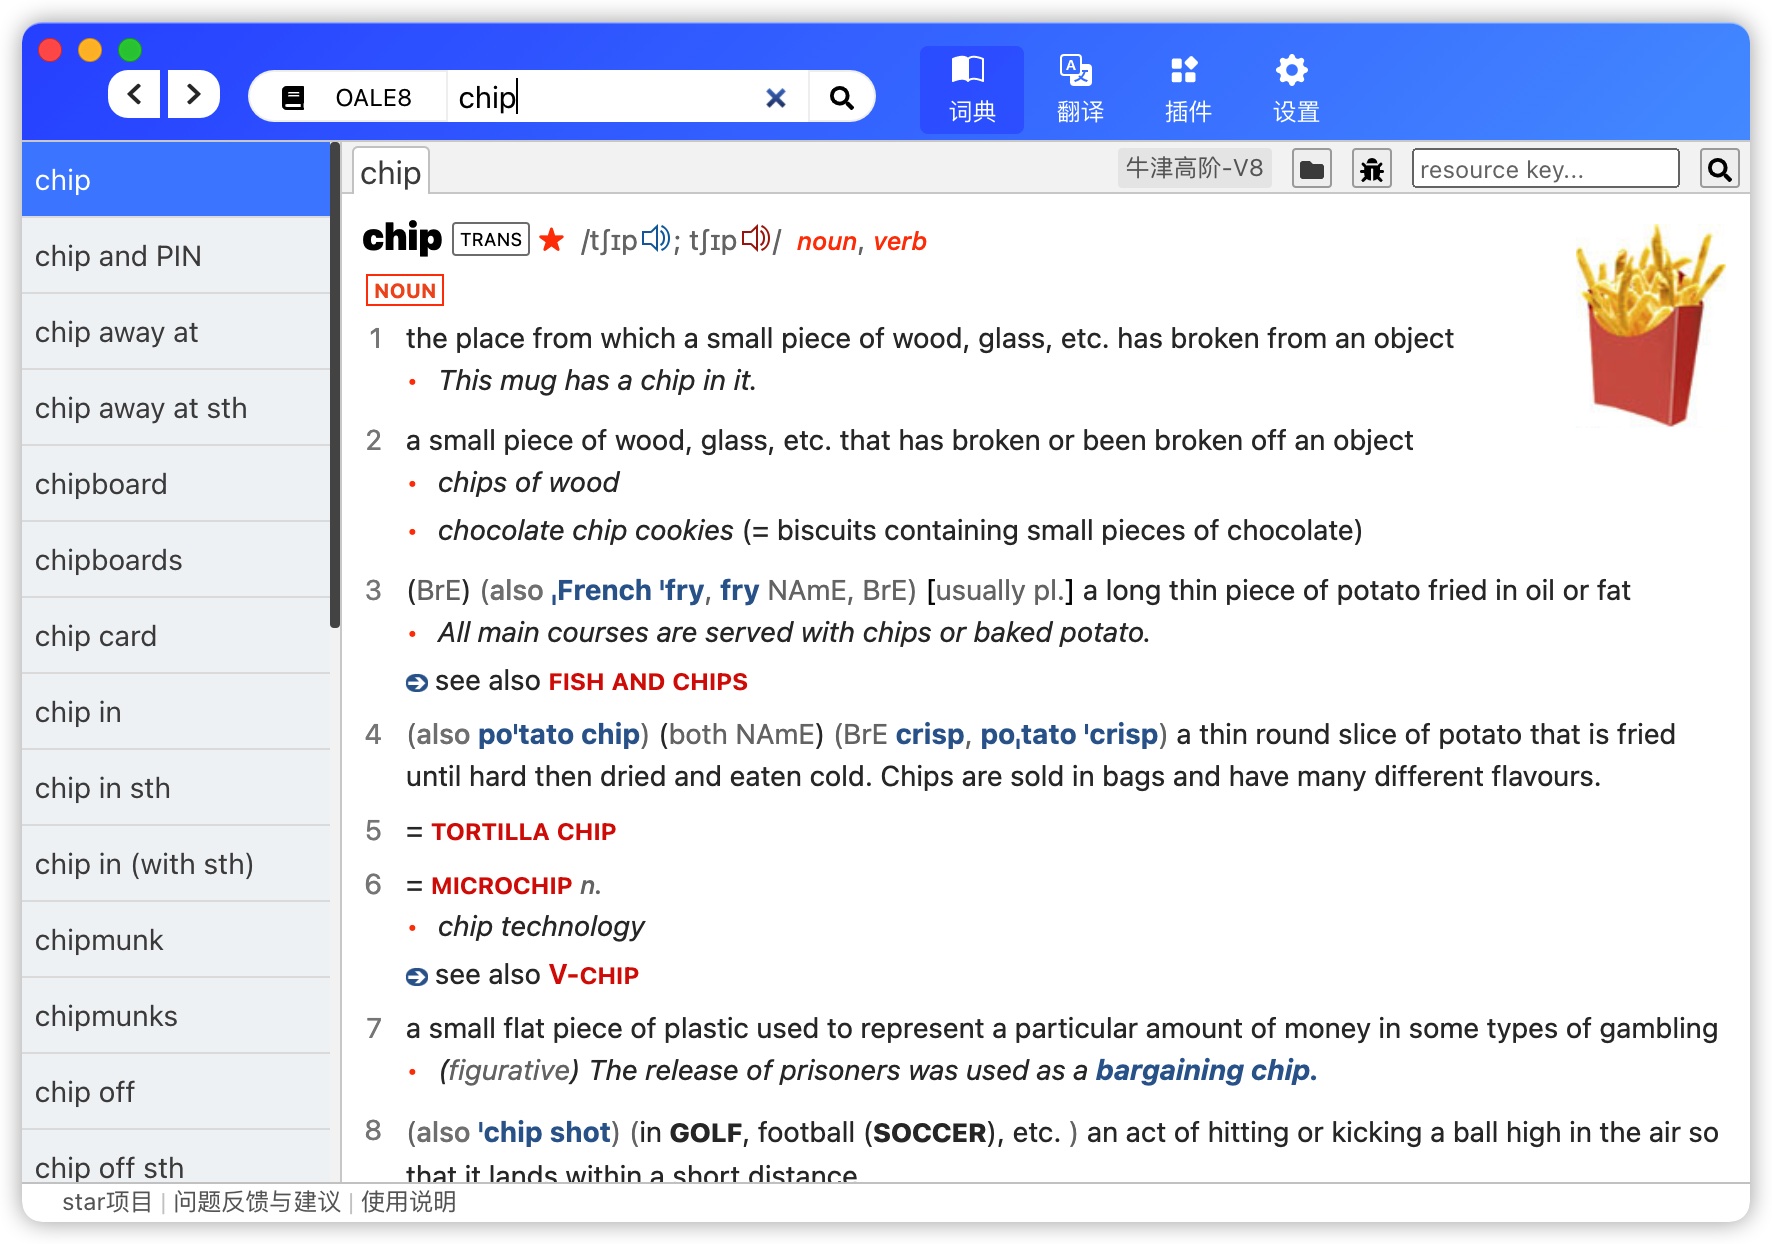 OALE8
chip
词典
翻译
插件
设置
chip
chip and PIN
chip away at
chip away at sth
chipboard
chipboards
chip card
chip in
chip in sth
chip in (with sth)
chipmunk
chipmunks
chip off
chip off sth
chip
牛津高阶-V8
resource key...
chip TRANS /tʃɪp; tʃɪp/ noun, verb
NOUN
1 the place from which a small piece of wood, glass, etc. has broken from an object
• This mug has a chip in it.
2 a small piece of wood, glass, etc. that has broken or been broken off an object
• chips of wood
• chocolate chip cookies (= biscuits containing small pieces of chocolate)
3 (BrE) (also ˌFrench ˈfry, fry NAmE, BrE) [usually pl.] a long thin piece of potato fried in oil or fat
• All main courses are served with chips or baked potato.
see also FISH AND CHIPS
4 (also poˈtato chip) (both NAmE) (BrE crisp, poˌtato ˈcrisp) a thin round slice of potato that is fried
until hard then dried and eaten cold. Chips are sold in bags and have many different flavours.
5 = TORTILLA CHIP
6 = MICROCHIP n.
• chip technology
see also V-CHIP
7 a small flat piece of plastic used to represent a particular amount of money in some types of gambling
• (figurative) The release of prisoners was used as a bargaining chip.
8 (also ˈchip shot) (in GOLF, football (SOCCER), etc. ) an act of hitting or kicking a ball high in the air so
that it lands within a short distance
star项目 | 问题反馈与建议 | 使用说明